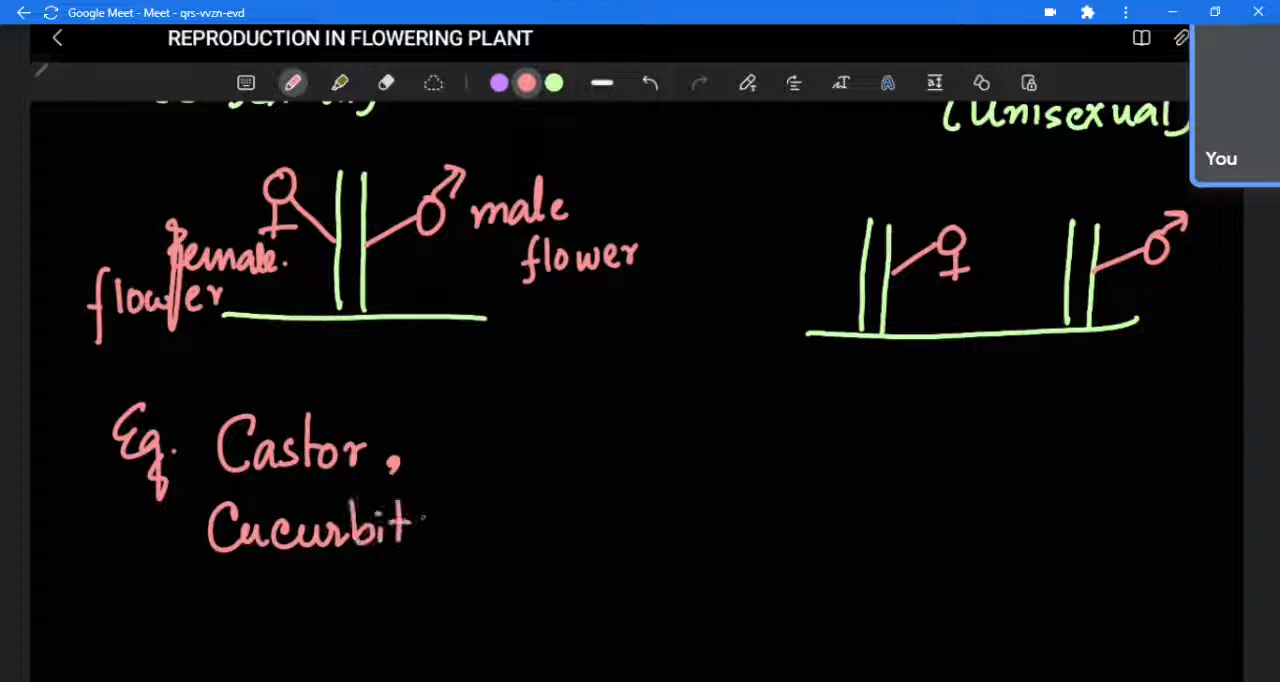 Google Meet - Meet - qrs-vvzn-evd
REPRODUCTION IN FLOWERING PLANT
(Unisexual)
You
male
flower
female.
flower
Eg. Castor,
Cucurbit